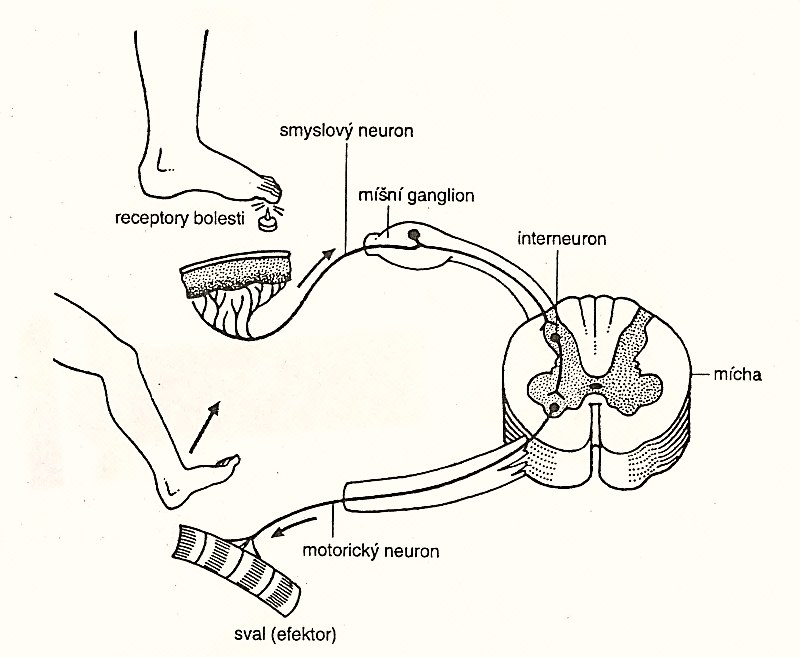 smyslový neuron
míšní ganglion
receptory bolesti
interneuron
mícha
motorický neuron
sval (efektor)